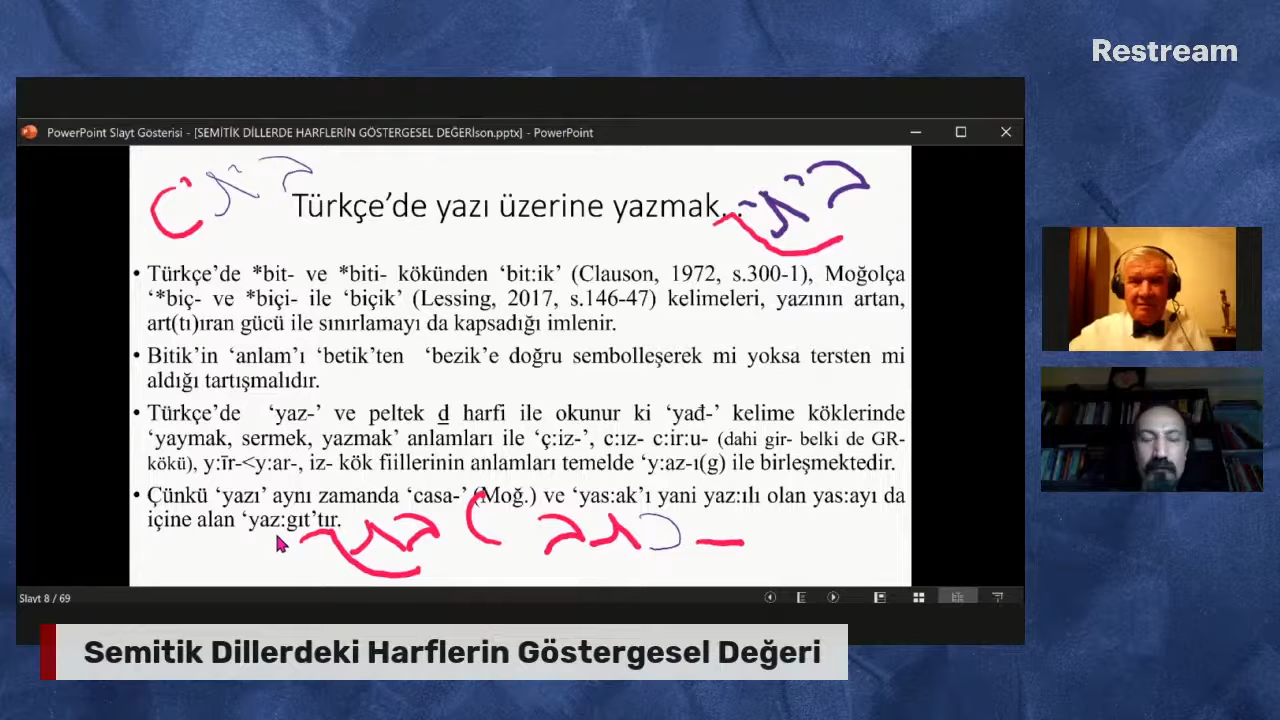 Restream
PowerPoint Slayt Gösterisi - [SEMİTİK DİLLERDE HARFLERİN GÖSTERGESEL DEĞERİson.pptx] - PowerPoint
Türkçe’de yazı üzerine yazmak..
• Türkçe’de *bit- ve *biti- kökünden ‘bit:ik’ (Clauson, 1972, s.300-1), Moğolça
‘*biç- ve *biçi- ile ‘biçik’ (Lessing, 2017, s.146-47) kelimeleri, yazının artan,
art(tı)ıran gücü ile sınırlamayı da kapsadığı imlenir.
• Bitik’in ‘anlam’ı ‘betik’ten ‘bezik’e doğru sembolleşerek mi yoksa tersten mi
aldığı tartışmalıdır.
• Türkçe’de ‘yaz-’ ve peltek d harfi ile okunur ki ‘yađ-’ kelime köklerinde
‘yaymak, sermek, yazmak’ anlamları ile ‘ç:iz-’, c:ız- c:ir:u- (dahi gir- belki de GR-
kökü), y:īr-<y:ar-, iz- kök fiillerinin anlamları temelde ‘y:az-ı(g) ile birleşmektedir.
• Çünkü ‘yazı’ aynı zamanda ‘casa-’ (Moğ.) ve ‘yas:ak’ı yani yaz:ılı olan yas:ayı da
içine alan ‘yaz:gıt’tır.
Slayt 8 / 69
Semitik Dillerdeki Harflerin Göstergesel Değeri